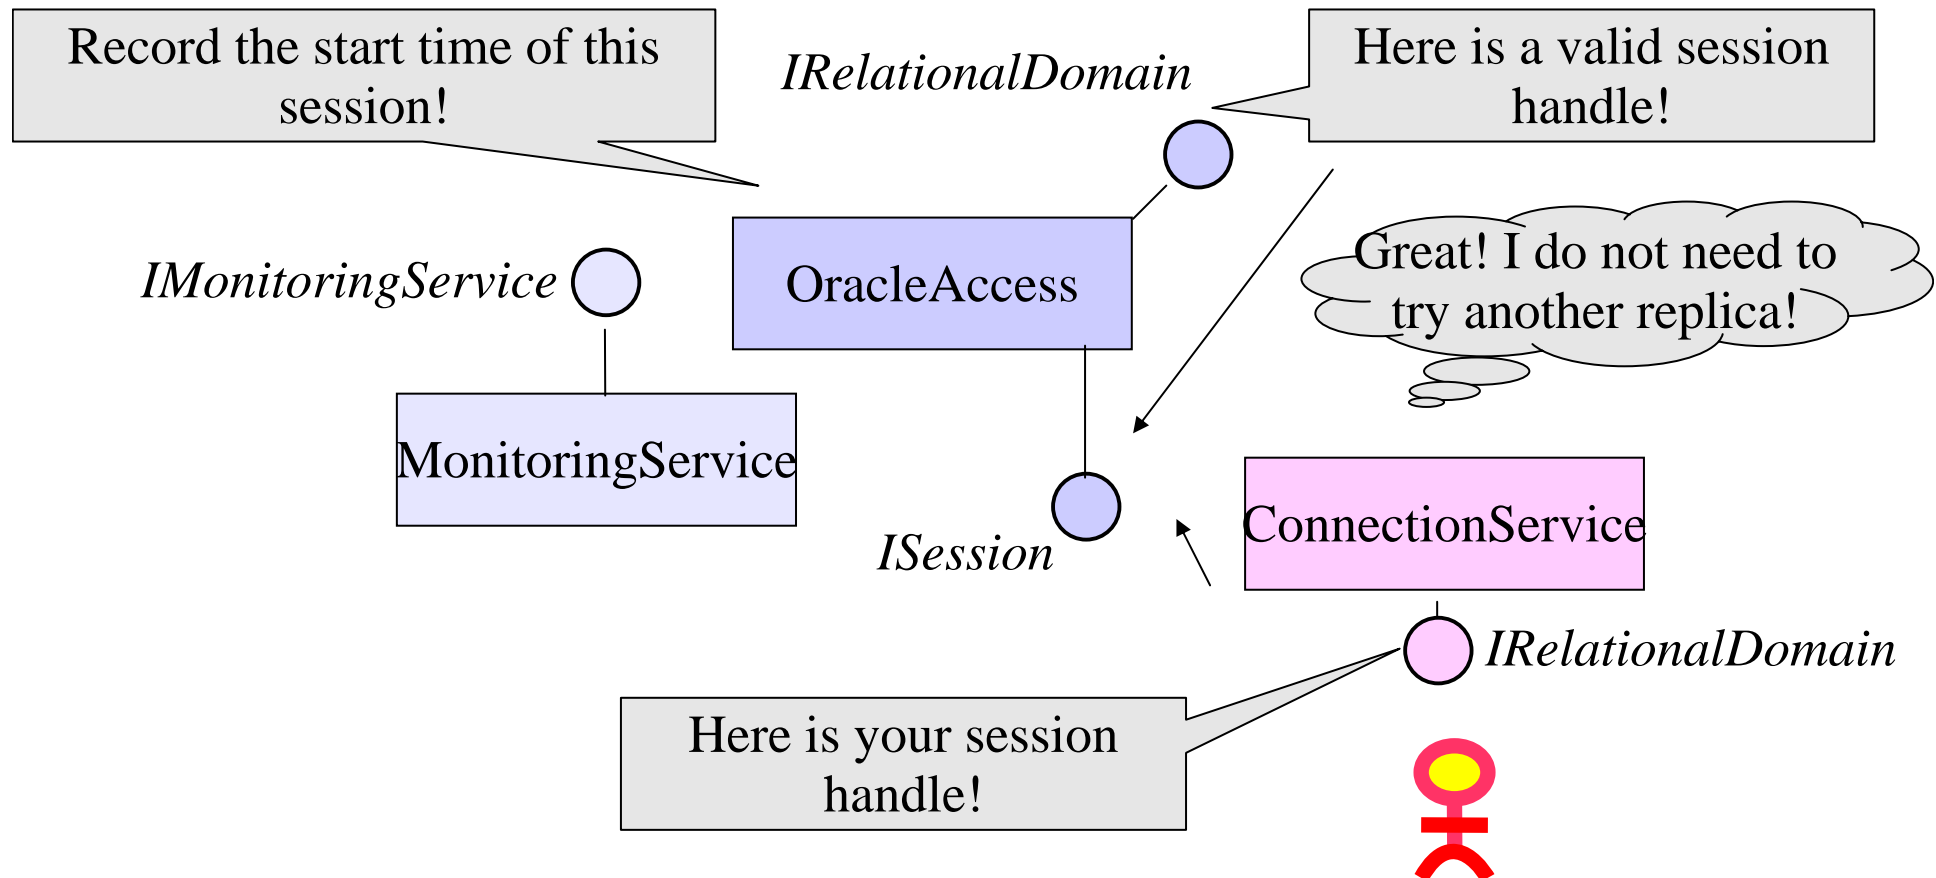 Record the start time of this
session!
IRelationalDomain
Here is a valid session
handle!
IMonitoringService
OracleAccess
Great! I do not need to
try another replica!
MonitoringService
ISession
ConnectionService
IRelationalDomain
Here is your session
handle!